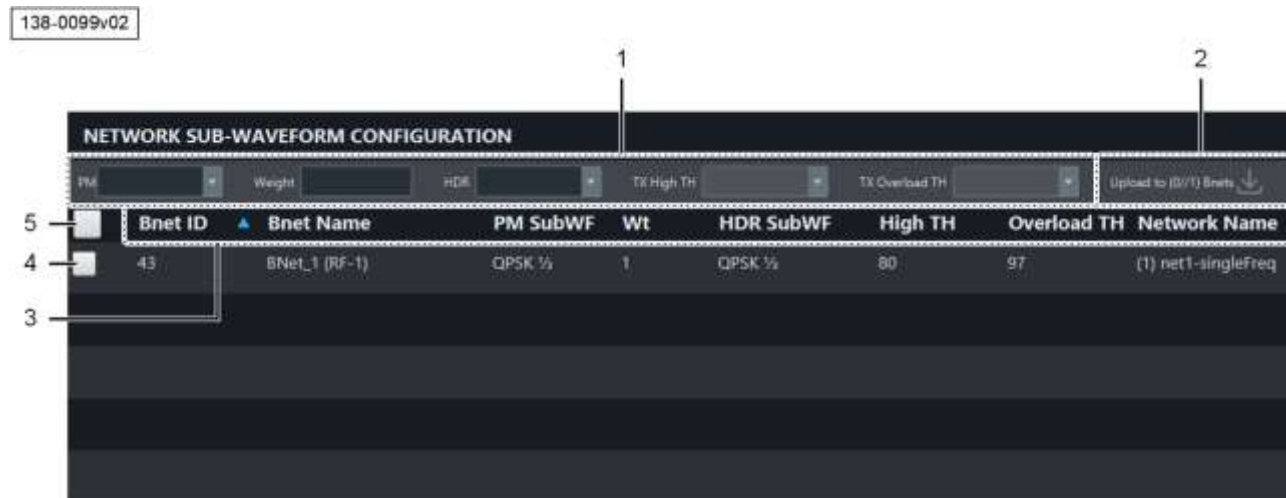 138-0099v02
1 2
NETWORK SUB-WAVEFORM CONFIGURATION
PM Weight HDR TX High TH TX Overload TH Upload to (0//1) Bnets
5 Bnet ID Bnet Name PM SubWF Wt HDR SubWF High TH Overload TH Network Name
4 43 BNet_1 (RF-1) QPSK ⅓ 1 QPSK ⅓ 80 97 (1) net1-singleFreq
3